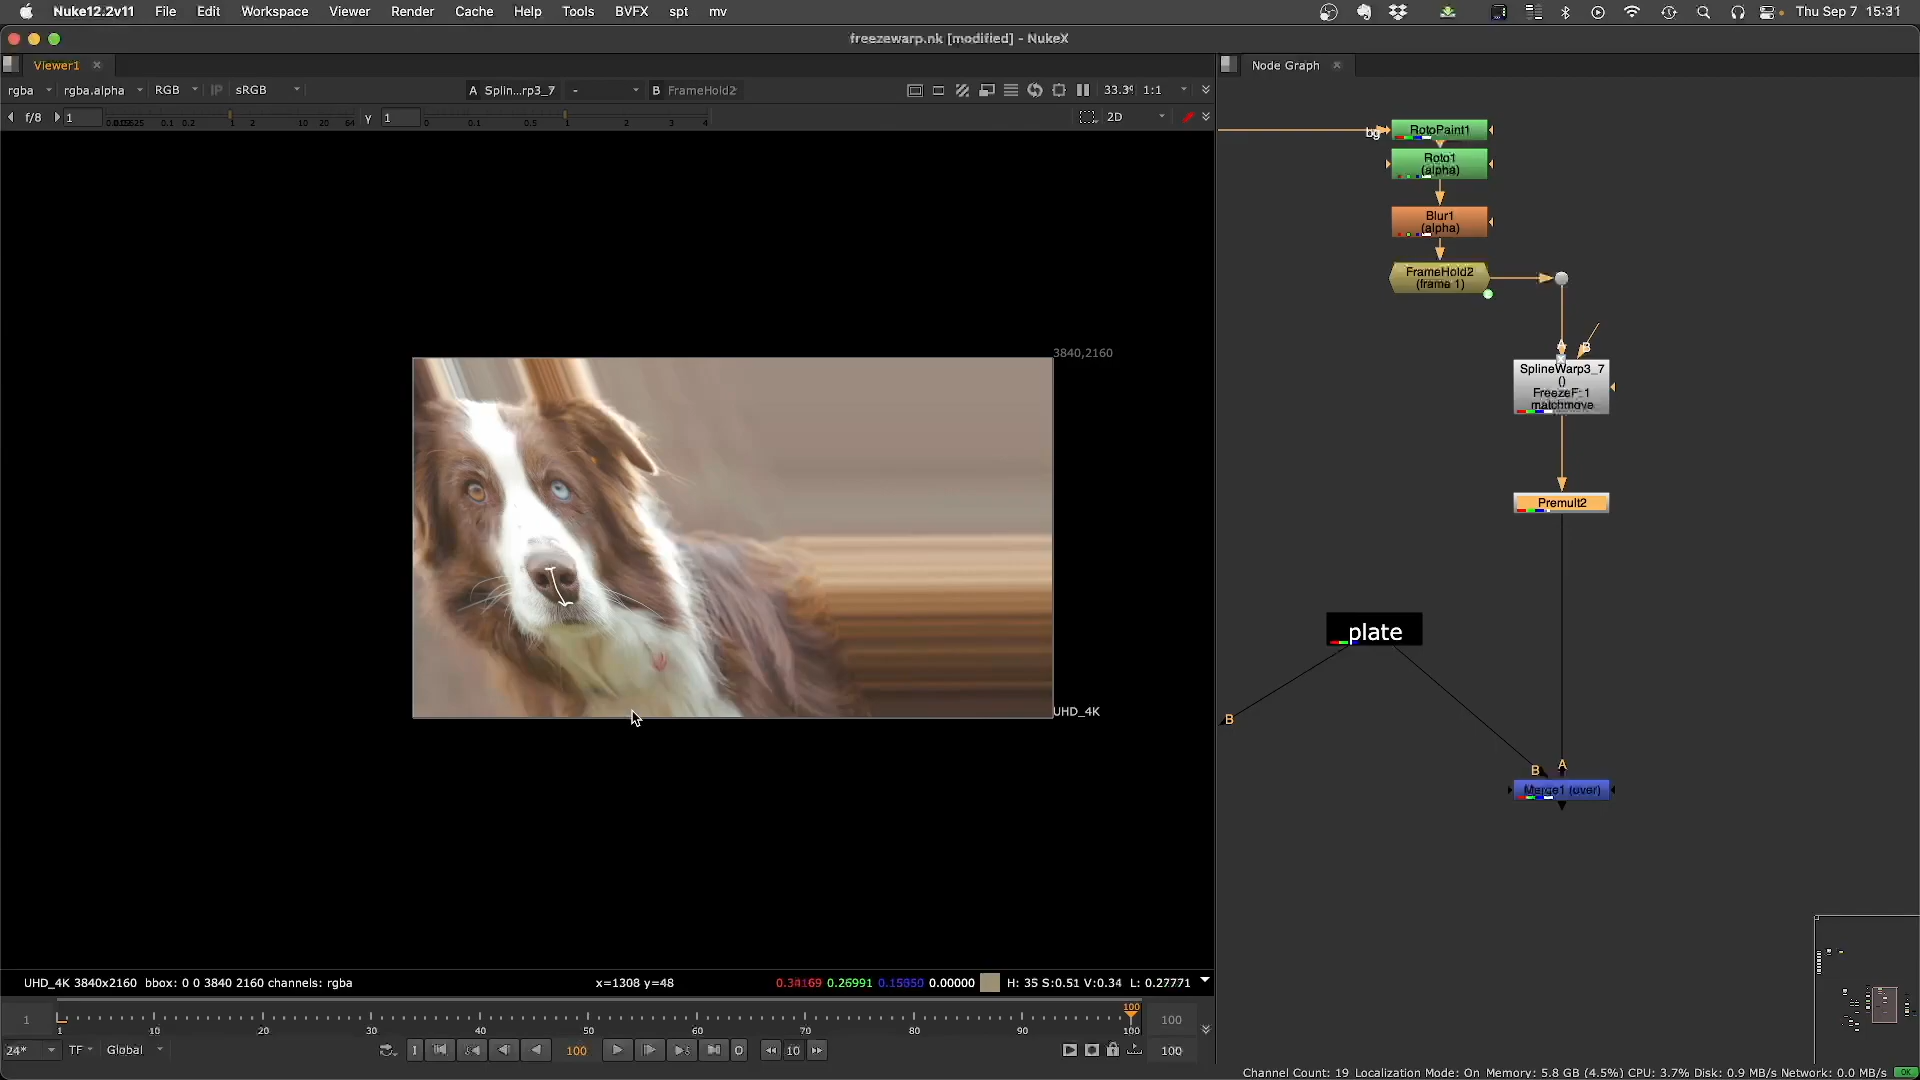 Nuke12.2v11 File Edit Workspace Viewer Render Cache Help Tools BVFX spt mv Thu Sep 7 15:31
freezewarp.nk [modified] - NukeX
Viewer1
Node Graph
rgba rgba.alpha RGB IP sRGB A Splin...rp3_7 - B FrameHold2 1:1
f/8 1 y 1 2D
bg RotoPaint1
Roto1
(alpha)
Blur1
(alpha)
FrameHold2
(frame 1)
A B
SplineWarp3_7
()
FreezeF_1
matchmove
Premult2
3840,2160
UHD_4K
plate
B
B A
Merge1 (over)
UHD_4K 3840x2160 bbox: 0 0 3840 2160 channels: rgba x=1308 y=48 0.34169 0.26991 0.00000 H: 35 S:0.51 V:0.34 L: 0.27771
100
1 1 10 20 30 40 50 60 70 80 90 100 100
24* TF Global I 100 O 10 100
Channel Count: 19 Localization Mode: On Memory: 5.8 GB (4.5%) CPU: 3.7% Disk: 0.9 MB/s Network: 0.0 MB/s OK